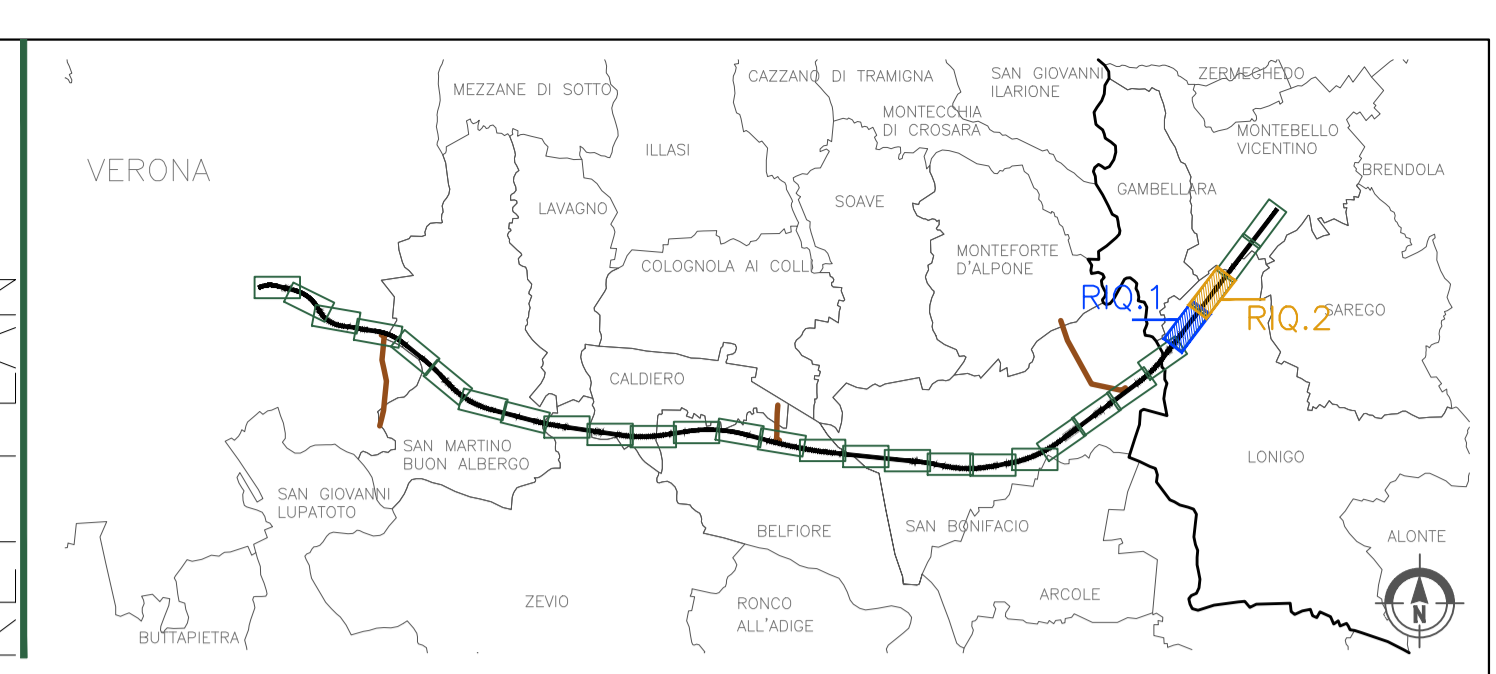 MEZZANE DI SOTTO
CAZZANO DI TRAMIGNA
SAN GIOVANNI
ILARIONE
ZERMEGHEDO
MONTECCHIA
DI CROSARA
MONTEBELLO
VICENTINO
VERONA
ILLASI
BRENDOLA
LAVAGNO
SOAVE
GAMBELLARA
MONTEFORTE
D'ALPONE
COLOGNOLA AI COLLI
RIQ.1
RIQ.2
SAREGO
CALDIERO
SAN MARTINO
BUON ALBERGO
LONIGO
SAN GIOVANNI
LUPATOTO
BELFIORE
SAN BONIFACIO
ALONTE
ZEVIO
RONCO
ALL'ADIGE
ARCOLE
N
BUTTAPIETRA